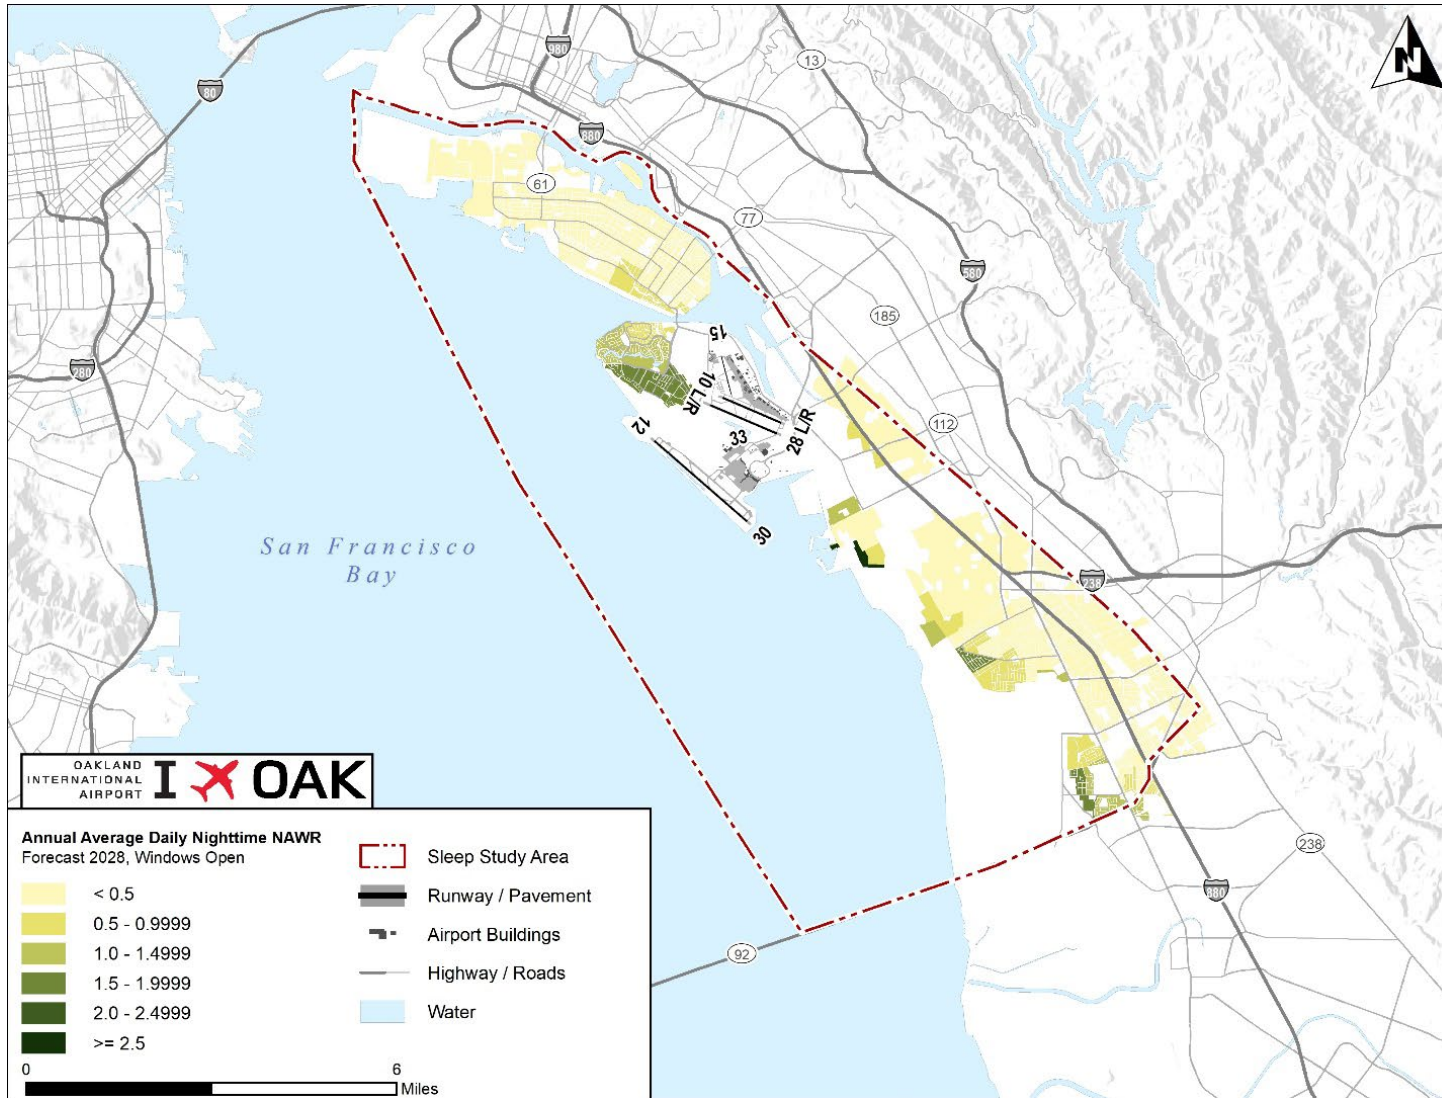 N
980
13
80
880
61
77
580
185
15
280
10 L/R
12
33
28 L/R
112
30
San Francisco
Bay
238
OAKLAND
INTERNATIONAL
AIRPORT
I OAK
238
880
92
Annual Average Daily Nighttime NAWR
Forecast 2028, Windows Open
< 0.5
0.5 - 0.9999
1.0 - 1.4999
1.5 - 1.9999
2.0 - 2.4999
>= 2.5
Sleep Study Area
Runway / Pavement
Airport Buildings
Highway / Roads
Water
0 6
Miles